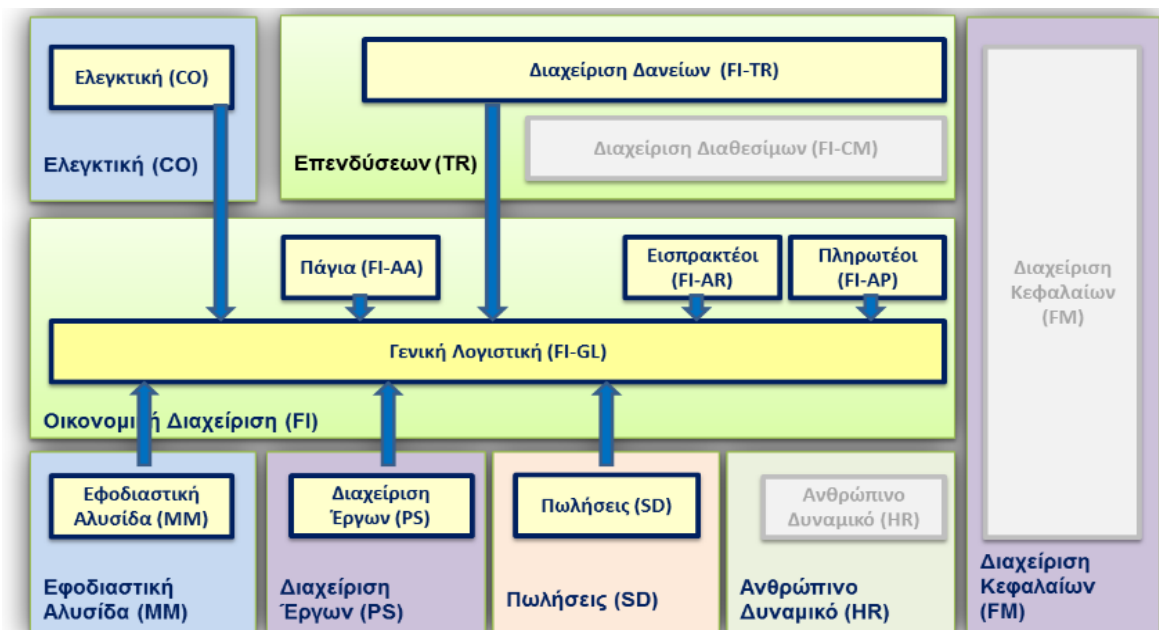 Ελεγκτική (CO)
Ελεγκτική (CO)
Διαχείριση Δανείων (FI-TR)
Διαχείριση Διαθεσίμων (FI-CM)
Επενδύσεων (TR)
Πάγια (FI-AA)
Εισπρακτέοι
(FI-AR)
Πληρωτέοι
(FI-AP)
Γενική Λογιστική (FI-GL)
Οικονομική Διαχείριση (FI)
Εφοδιαστική
Αλυσίδα (MM)
Εφοδιαστική
Αλυσίδα (MM)
Διαχείριση
Έργων (PS)
Διαχείριση
Έργων (PS)
Πωλήσεις (SD)
Πωλήσεις (SD)
Ανθρώπινο
Δυναμικό (HR)
Ανθρώπινο
Δυναμικό (HR)
Διαχείριση
Κεφαλαίων
(FM)
Διαχείριση
Κεφαλαίων
(FM)